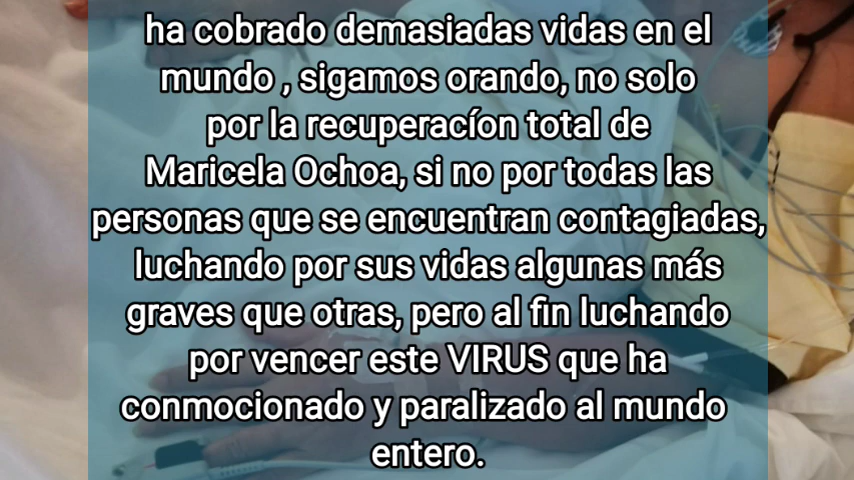 ha cobrado demasiadas vidas en el
mundo , sigamos orando, no solo
por la recuperacíon total de
Maricela Ochoa, si no por todas las
personas que se encuentran contagiadas,
luchando por sus vidas algunas más
graves que otras, pero al fin luchando
por vencer este VIRUS que ha
conmocionado y paralizado al mundo
entero.